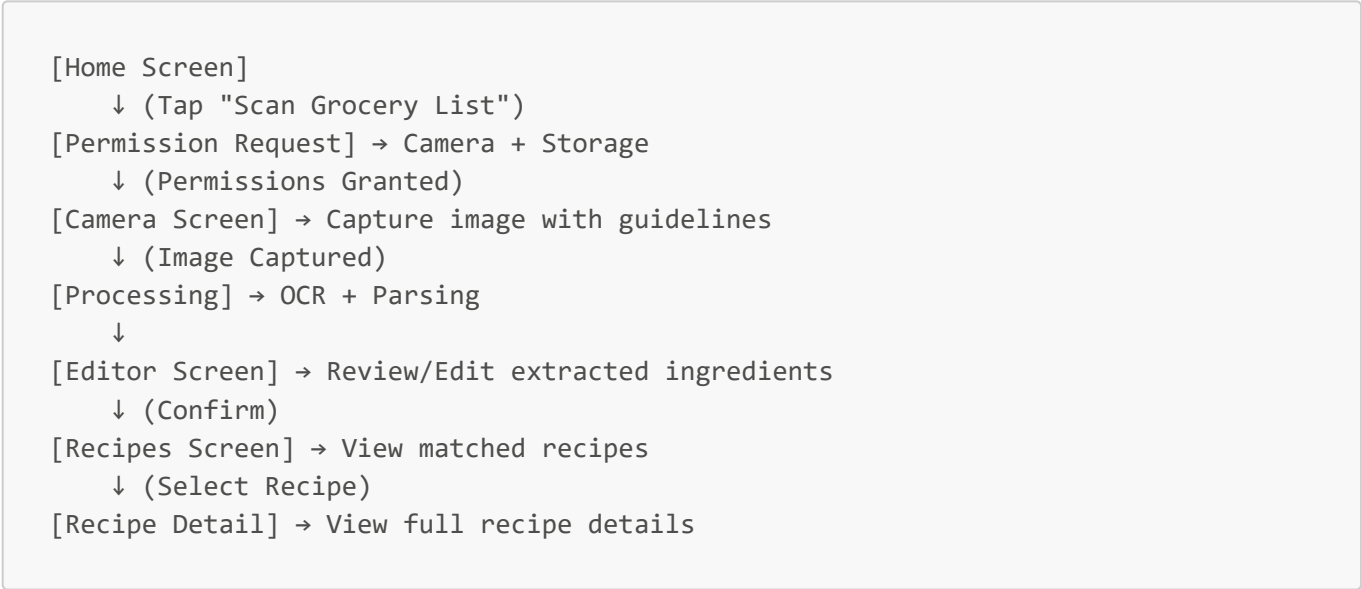 [Home Screen]
↓ (Tap "Scan Grocery List")
[Permission Request] → Camera + Storage
↓ (Permissions Granted)
[Camera Screen] → Capture image with guidelines
↓ (Image Captured)
[Processing] → OCR + Parsing
↓
[Editor Screen] → Review/Edit extracted ingredients
↓ (Confirm)
[Recipes Screen] → View matched recipes
↓ (Select Recipe)
[Recipe Detail] → View full recipe details